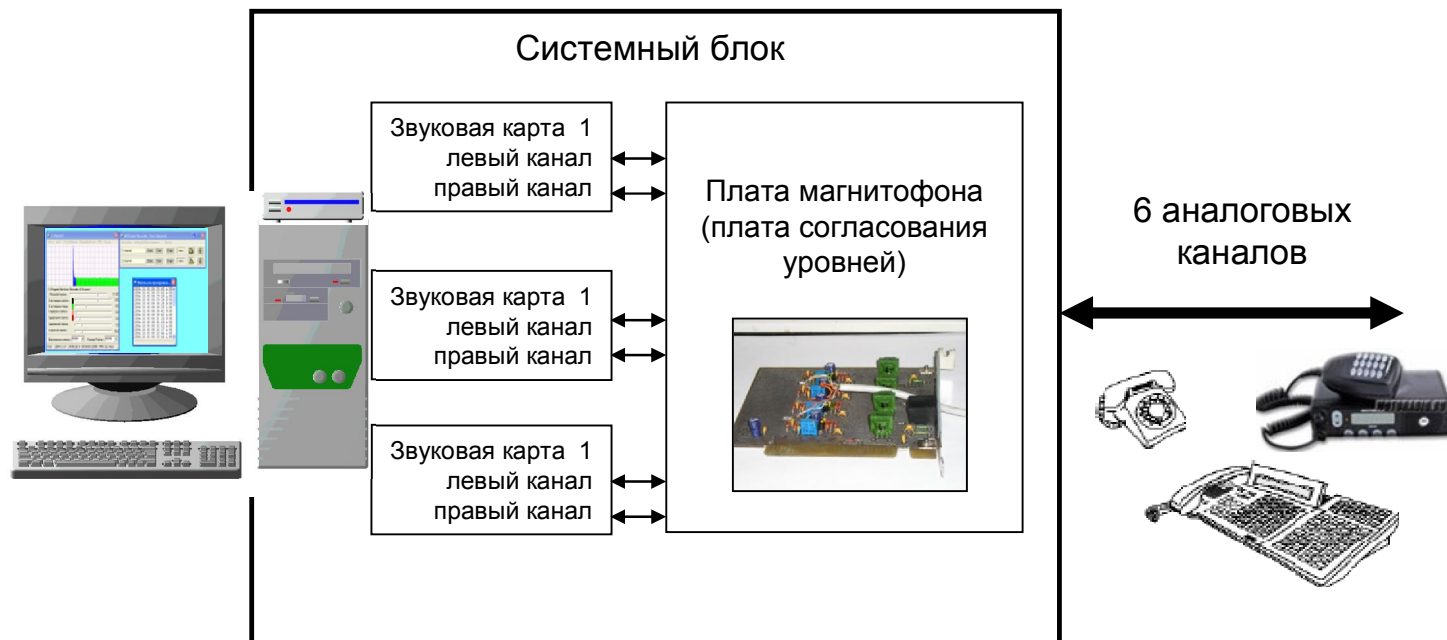 Системный блок
Звуковая карта 1
левый канал
правый канал
Звуковая карта 1
левый канал
правый канал
Звуковая карта 1
левый канал
правый канал
Плата магнитофона
(плата согласования
уровней)
6 аналоговых
каналов